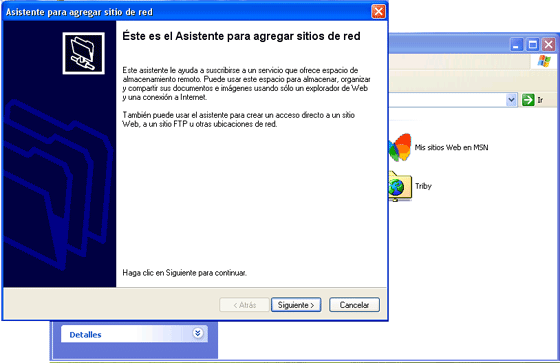 Asistente para agregar sitio de red
Éste es el Asistente para agregar sitios de red
Este asistente le ayuda a suscribirse a un servicio que ofrece espacio de
almacenamiento remoto. Puede usar este espacio para almacenar, organizar
y compartir sus documentos e imágenes usando sólo un explorador de Web
y una conexión a Internet.
También puede usar el asistente para crear un acceso directo a un sitio
Web, a un sitio FTP u otras ubicaciones de red.
Haga clic en Siguiente para continuar.
< Atrás
Siguiente >
Cancelar
Ir
Mis sitios Web en MSN
Triby
Detalles